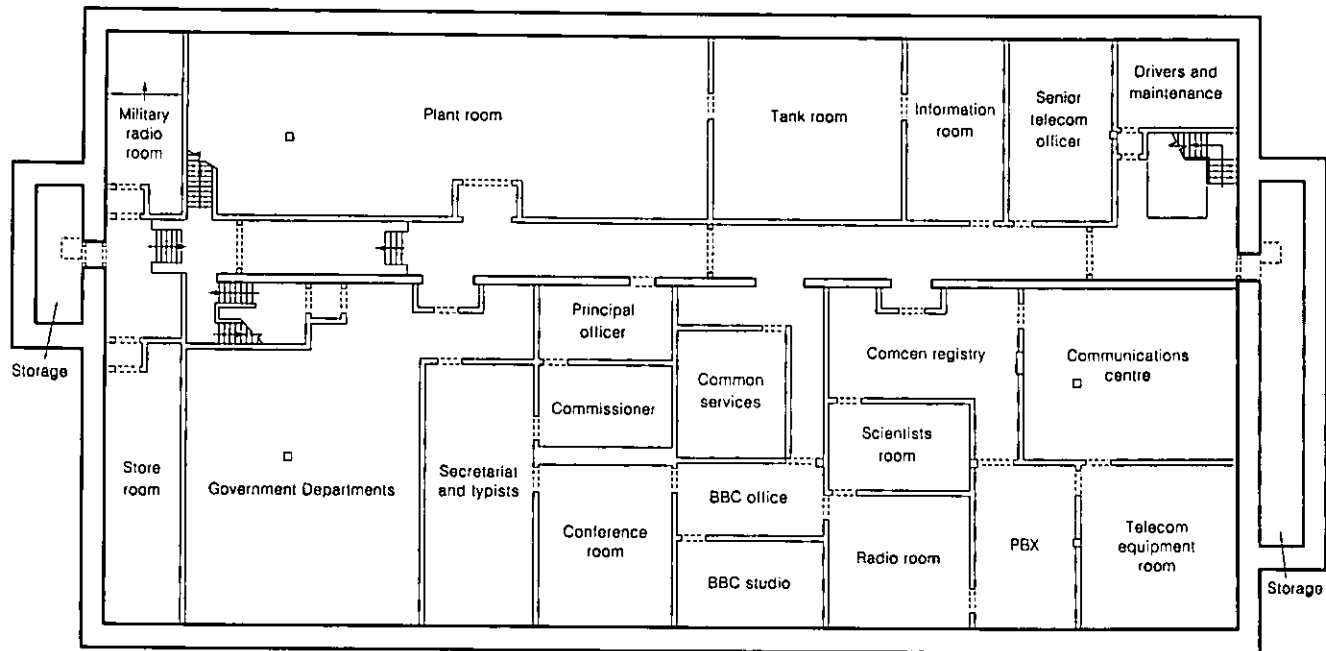 Military
radio
room
Plant room
Tank room
Information
room
Senior
telecom
officer
Drivers and
maintenance
Storage
Principal
officer
Commissioner
Common
services
Comcen registry
Communications
centre
Scientists
room
Store
room
Government Departments
Secretariat
and typists
Conference
room
BBC office
BBC studio
Radio room
PBX
Telecom
equipment
room
Storage